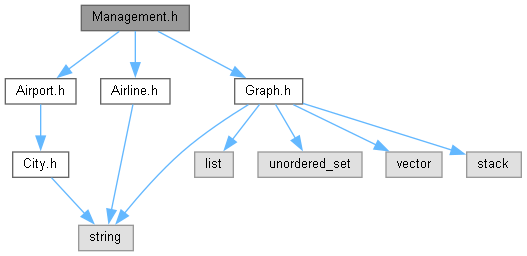 Management.h
Airport.h
Airline.h
Graph.h
City.h
list
unordered_set
vector
stack
string